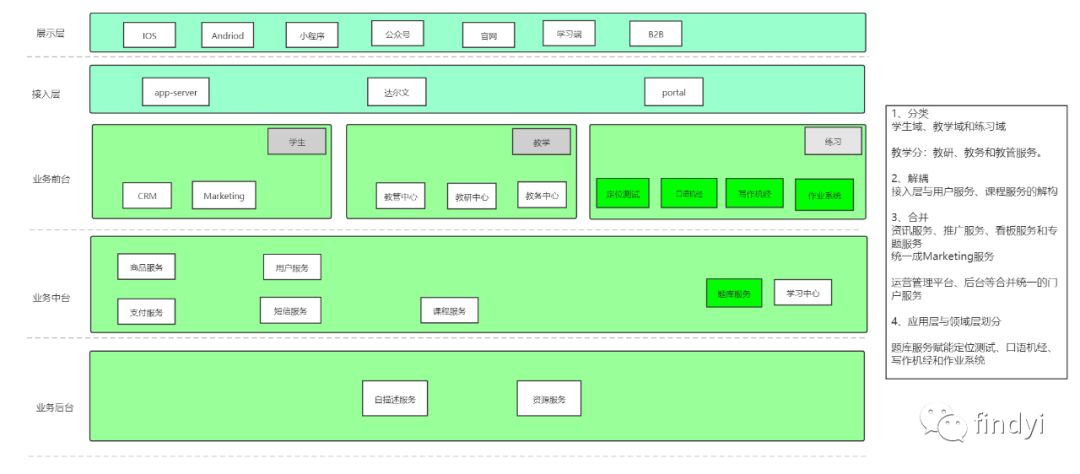 展示层
IOS
Andriod
小程序
公众号
官网
学习端
B2B
接入层
app-server
达尔文
portal
业务前台
学生
CRM
Marketing
教学
教管中心
教研中心
教务中心
练习
定位测试
口语机经
写作机经
作业系统
业务中台
商品服务
用户服务
支付服务
短信服务
课程服务
题库服务
学习中心
业务后台
自描述服务
资源服务
1、分类
学生域、教学域和练习域
教学分：教研、教务和教管服务。
2、解耦
接入层与用户服务、课程服务的解构
3、合并
资讯服务、推广服务、看板服务和专
题服务
统一成Marketing服务
运营管理平台、后台等合并统一的门
户服务
4、应用层与领域层划分
题库服务赋能定位测试、口语机经、
写作机经和作业系统
findyi